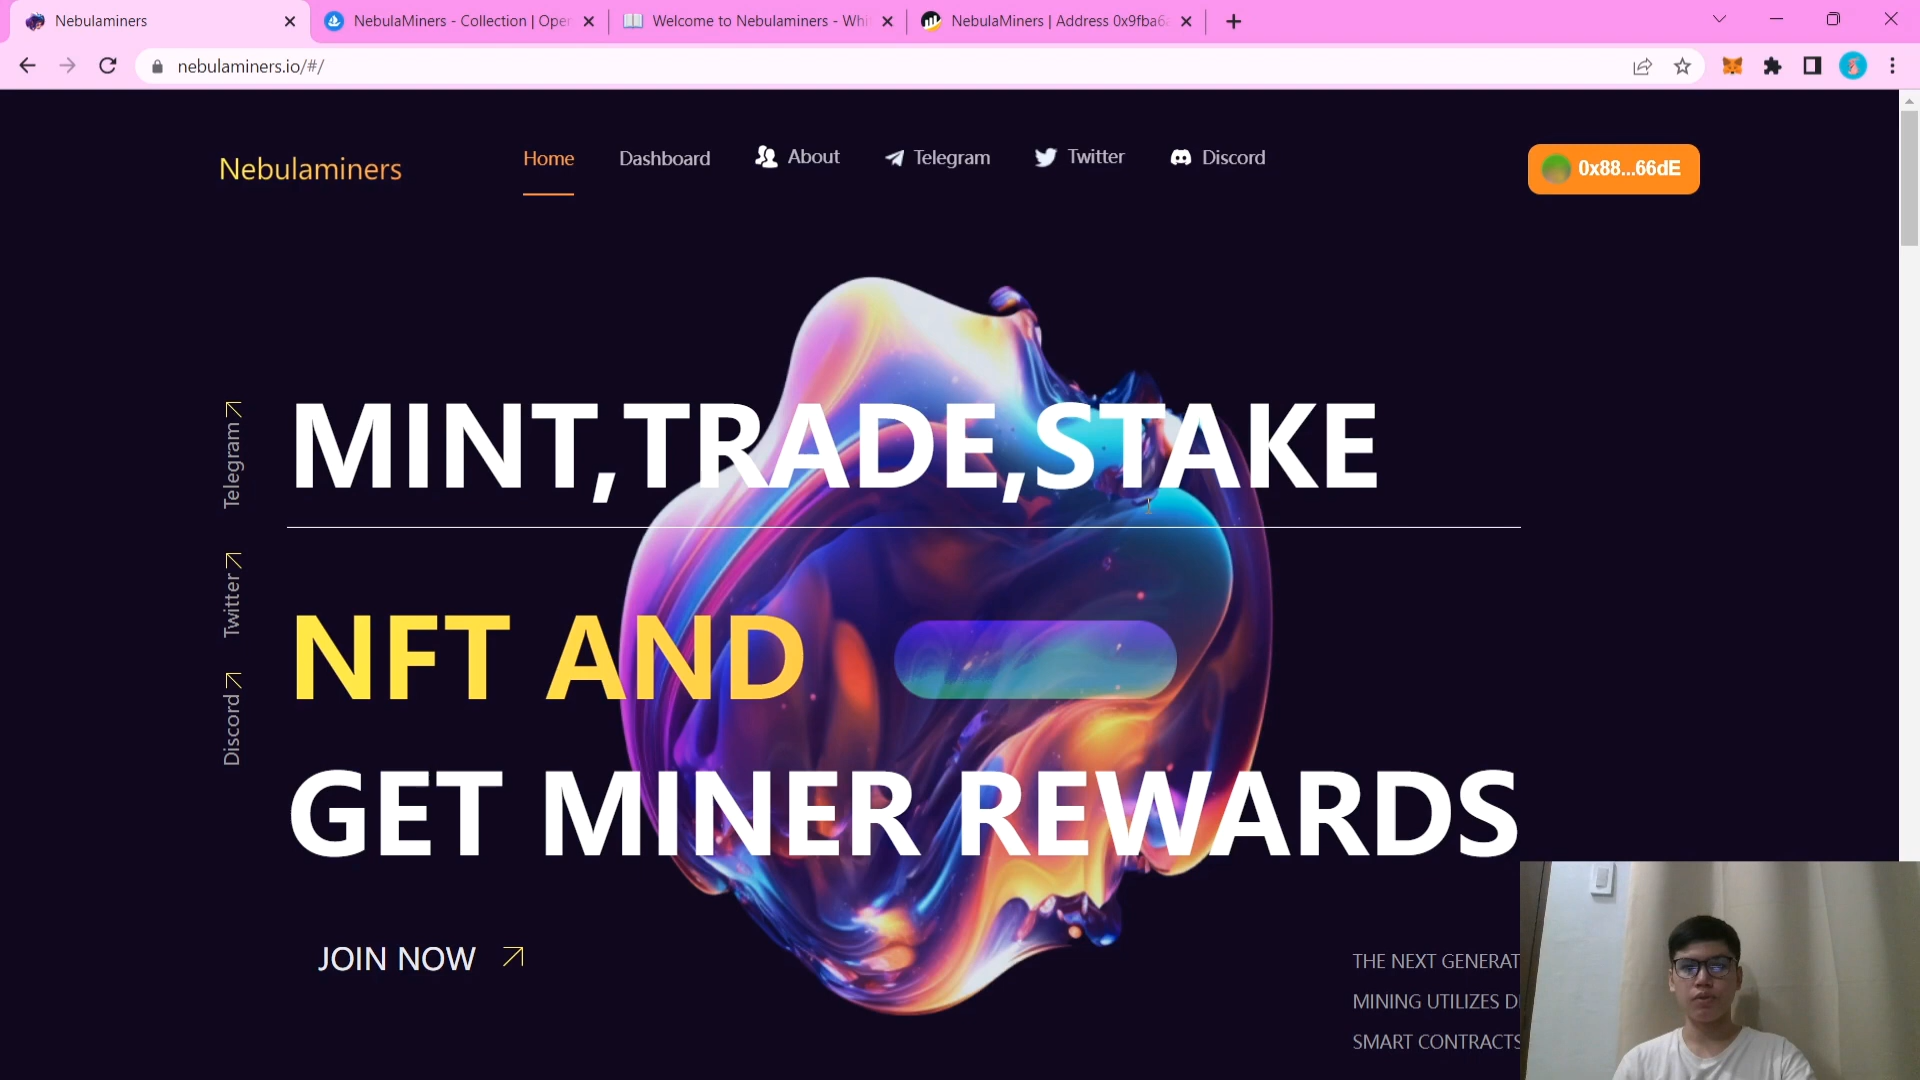 Nebulaminers
NebulaMiners - Collection | Oper
Welcome to Nebulaminers - Whi
NebulaMiners | Address 0x9fba6
nebulaminers.io/#/
Nebulaminers
Home
Dashboard
About
Telegram
Twitter
Discord
0x88...66dE
MINT,TRADE,STAKE
NFT AND
GET MINER REWARDS
Telegram
Twitter
Discord
JOIN NOW
THE NEXT GENERAT
MINING UTILIZES D
SMART CONTRACTS